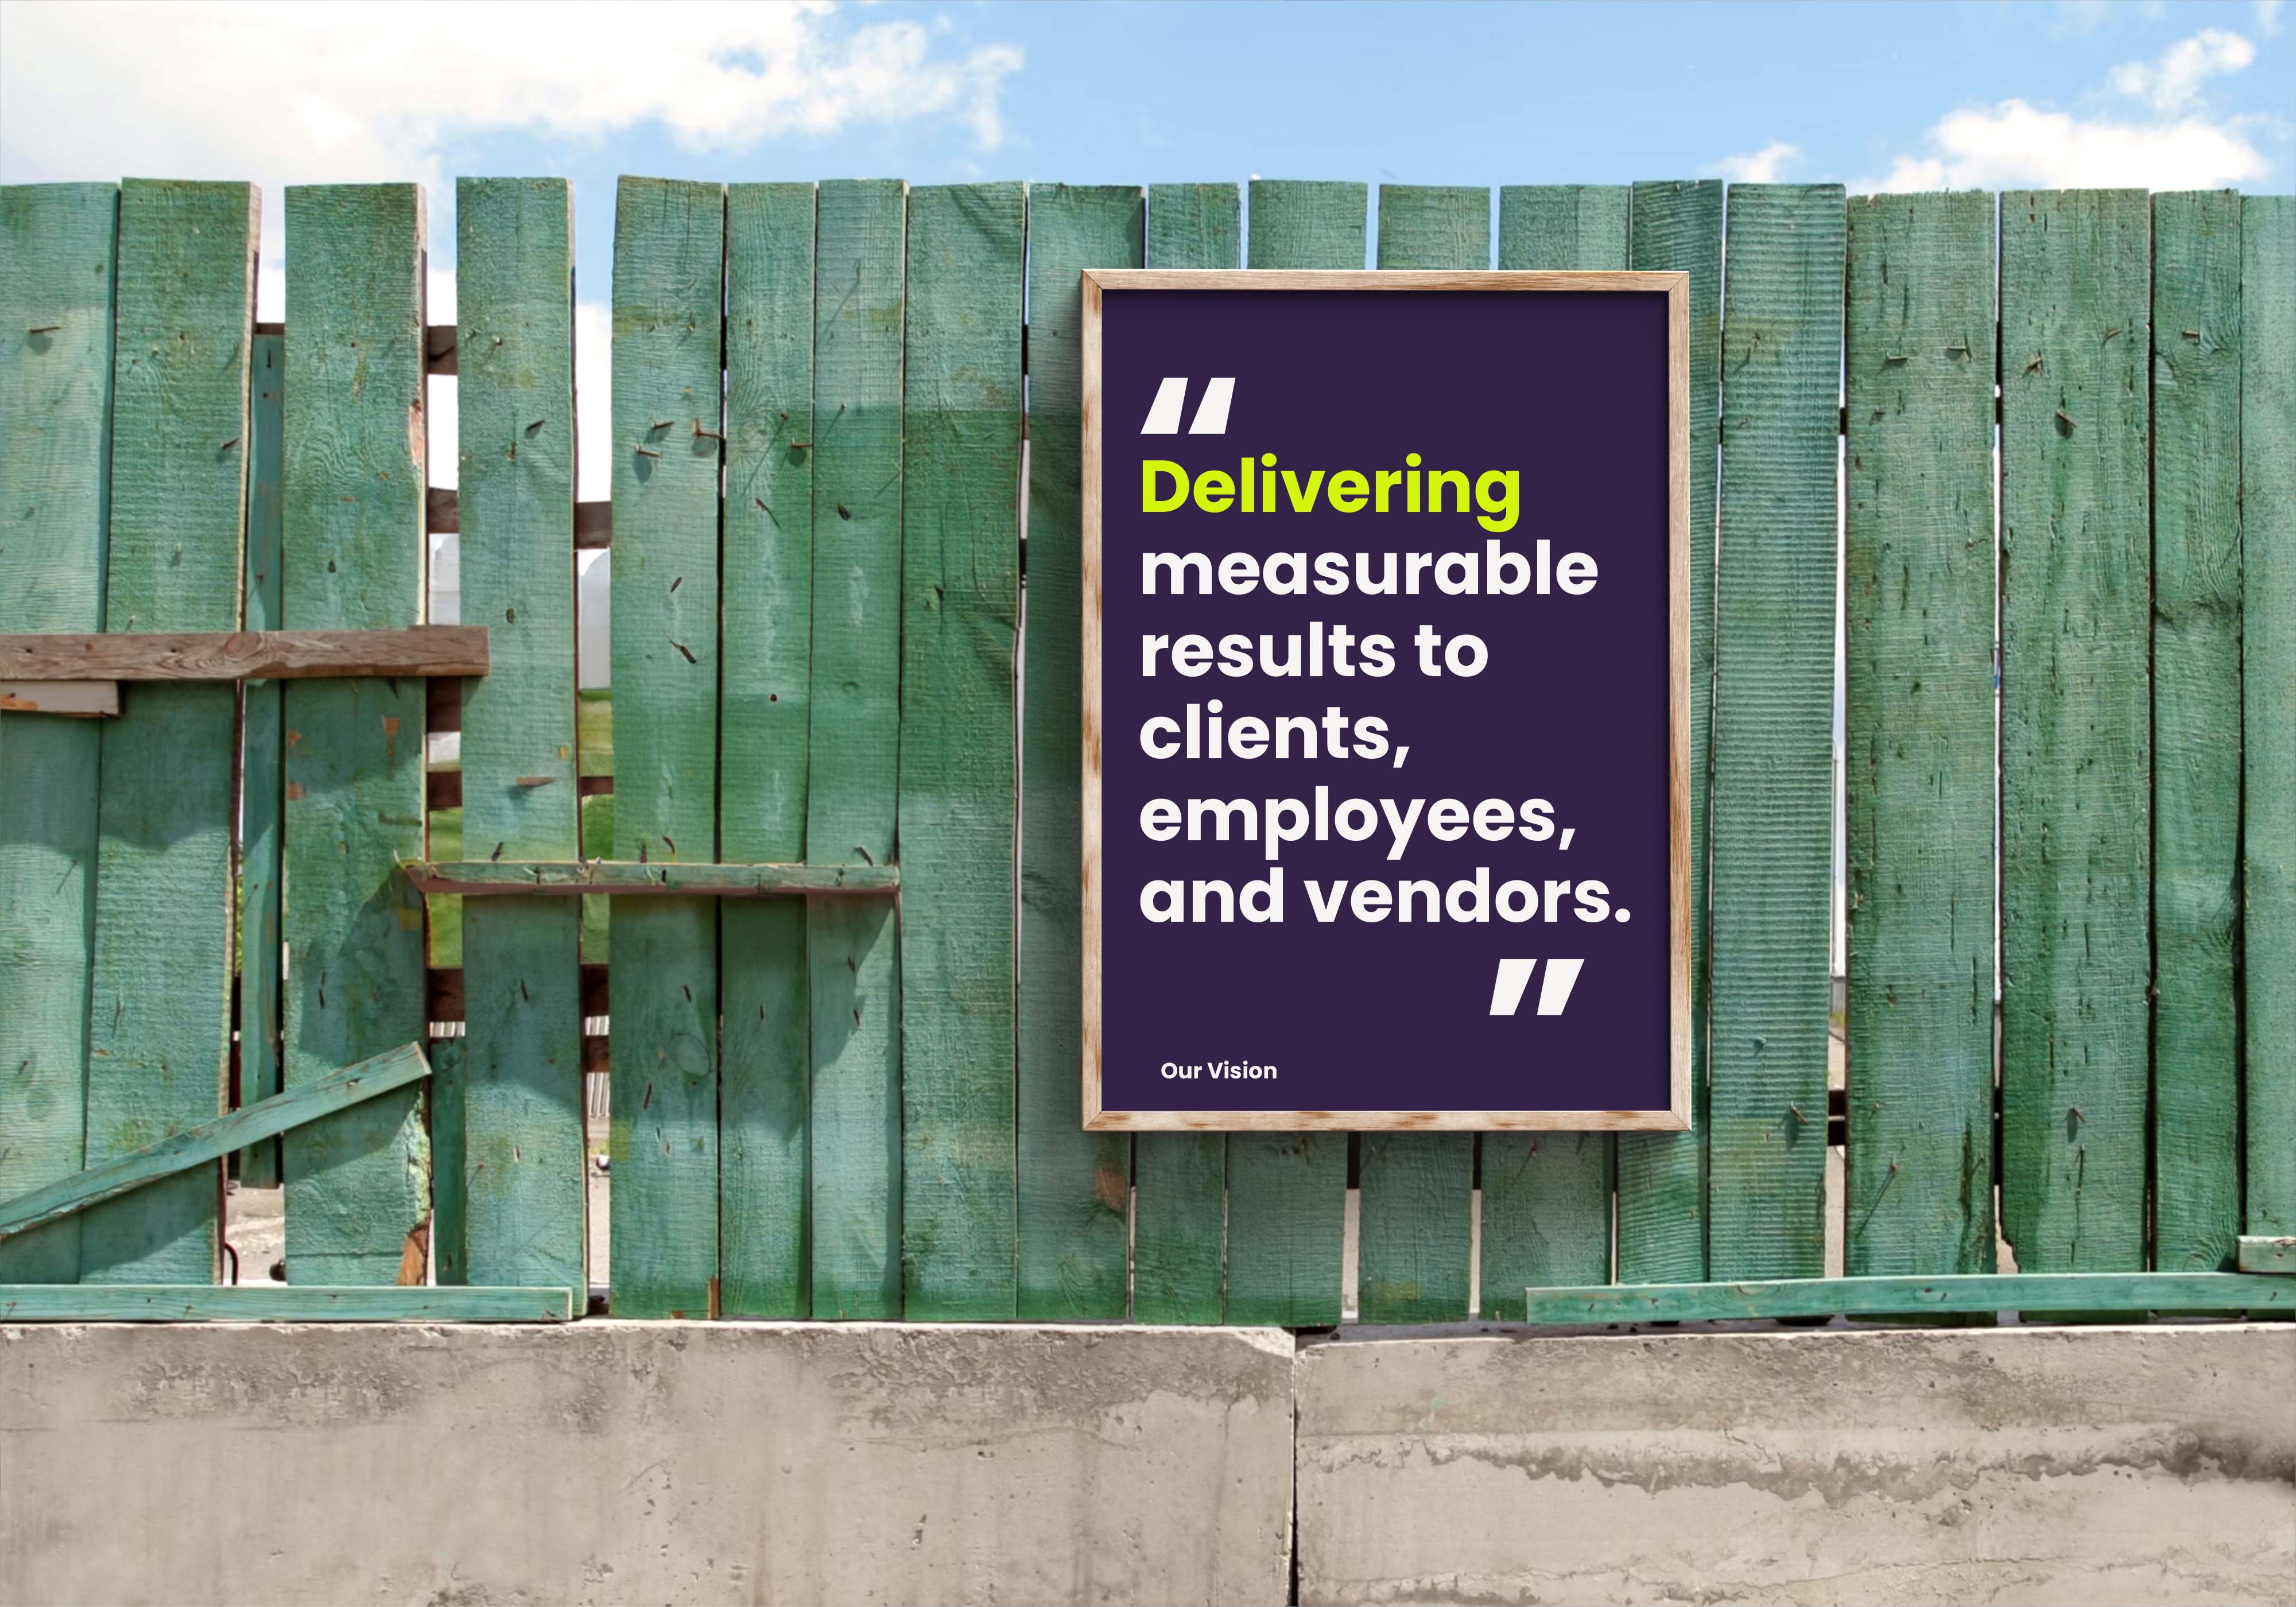 "
Delivering
measurable
results to
clients,
employees,
and vendors.
"
Our Vision